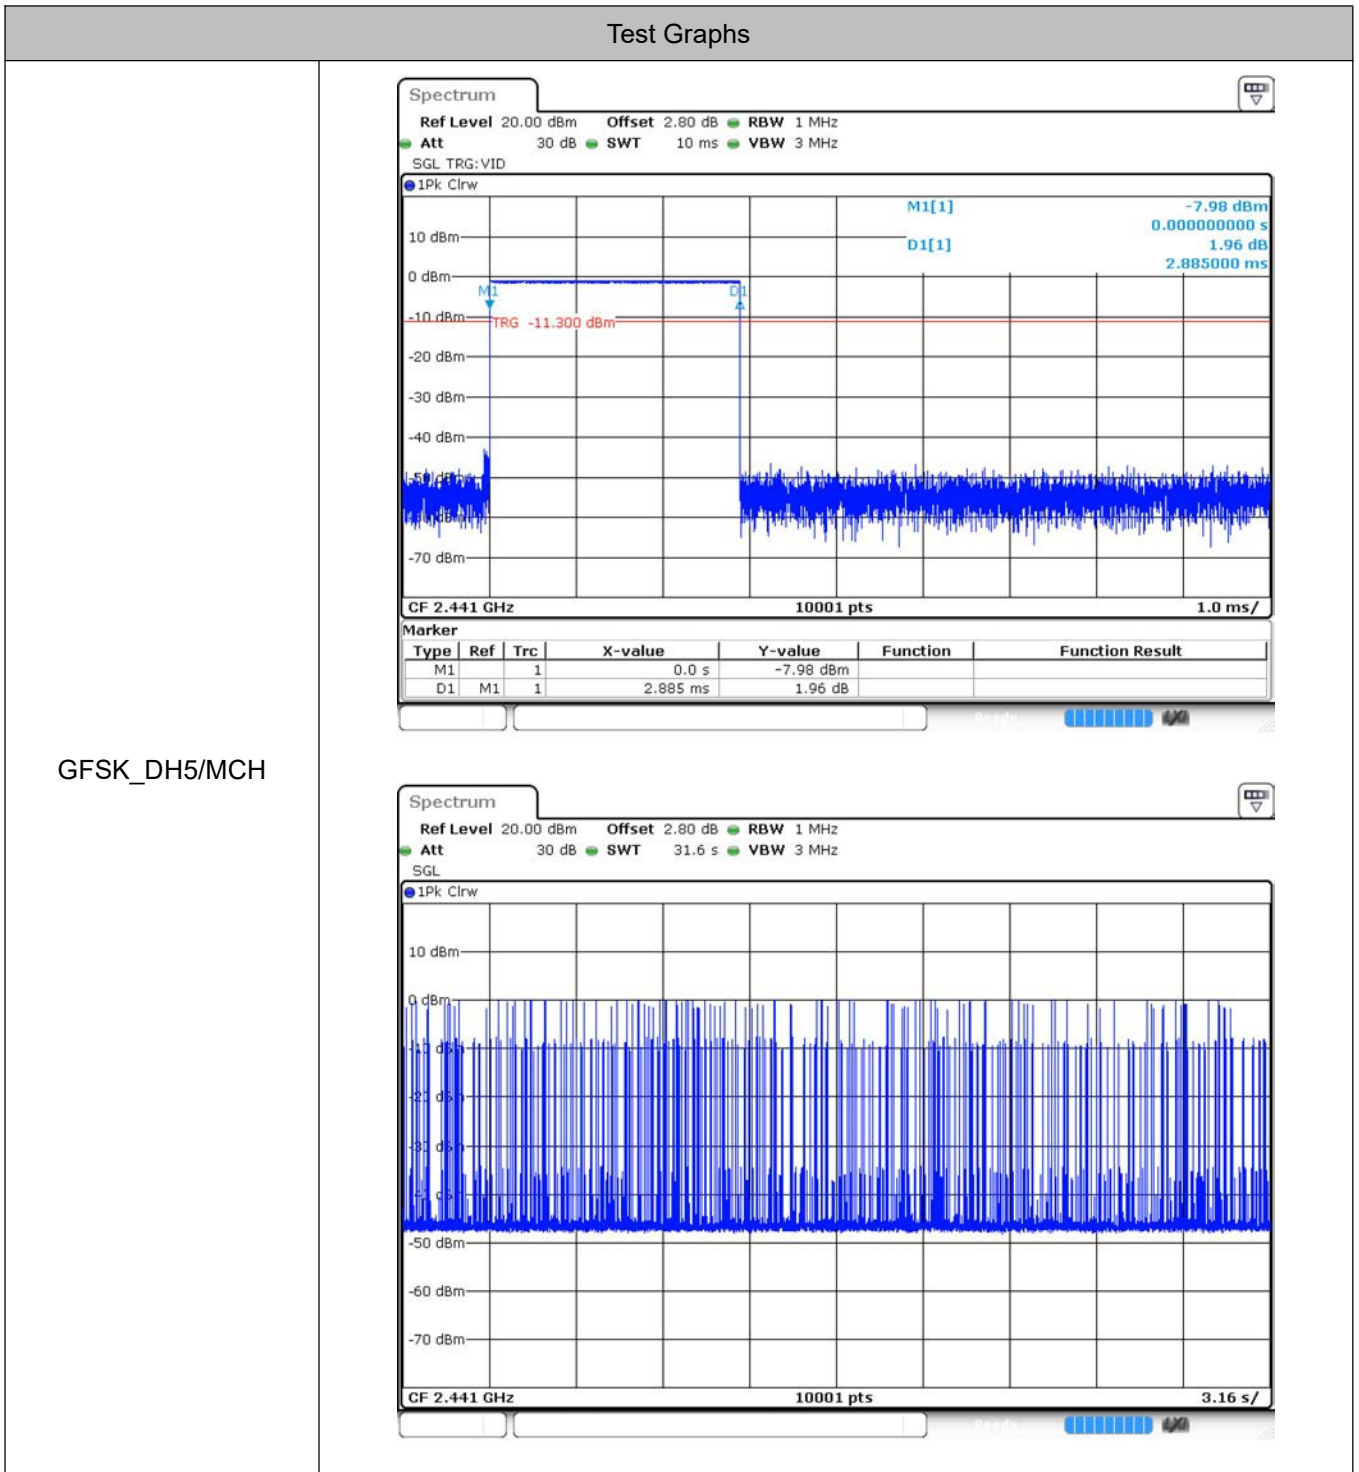 Test Graphs
GFSK_DH5/MCH
Spectrum
Ref Level 20.00 dBm Offset 2.80 dB RBW 1 MHz
Att 30 dB SWT 10 ms VBW 3 MHz
SGL TRG:VID
1Pk Clrw
M1[1] -7.98 dBm
0.000000000 s
10 dBm
D1[1] 1.96 dB
2.885000 ms
0 dBm
M1 D1
-10 dBm
TRG -11.300 dBm
-20 dBm
-30 dBm
-40 dBm
-70 dBm
CF 2.441 GHz 10001 pts 1.0 ms/
Marker
Type Ref Trc X-value Y-value Function Function Result
M1 1 0.0 s -7.98 dBm
D1 M1 1 2.885 ms 1.96 dB
Spectrum
Ref Level 20.00 dBm Offset 2.80 dB RBW 1 MHz
Att 30 dB SWT 31.6 s VBW 3 MHz
SGL
1Pk Clrw
10 dBm
0 dBm
-50 dBm
-60 dBm
-70 dBm
CF 2.441 GHz 10001 pts 3.16 s/